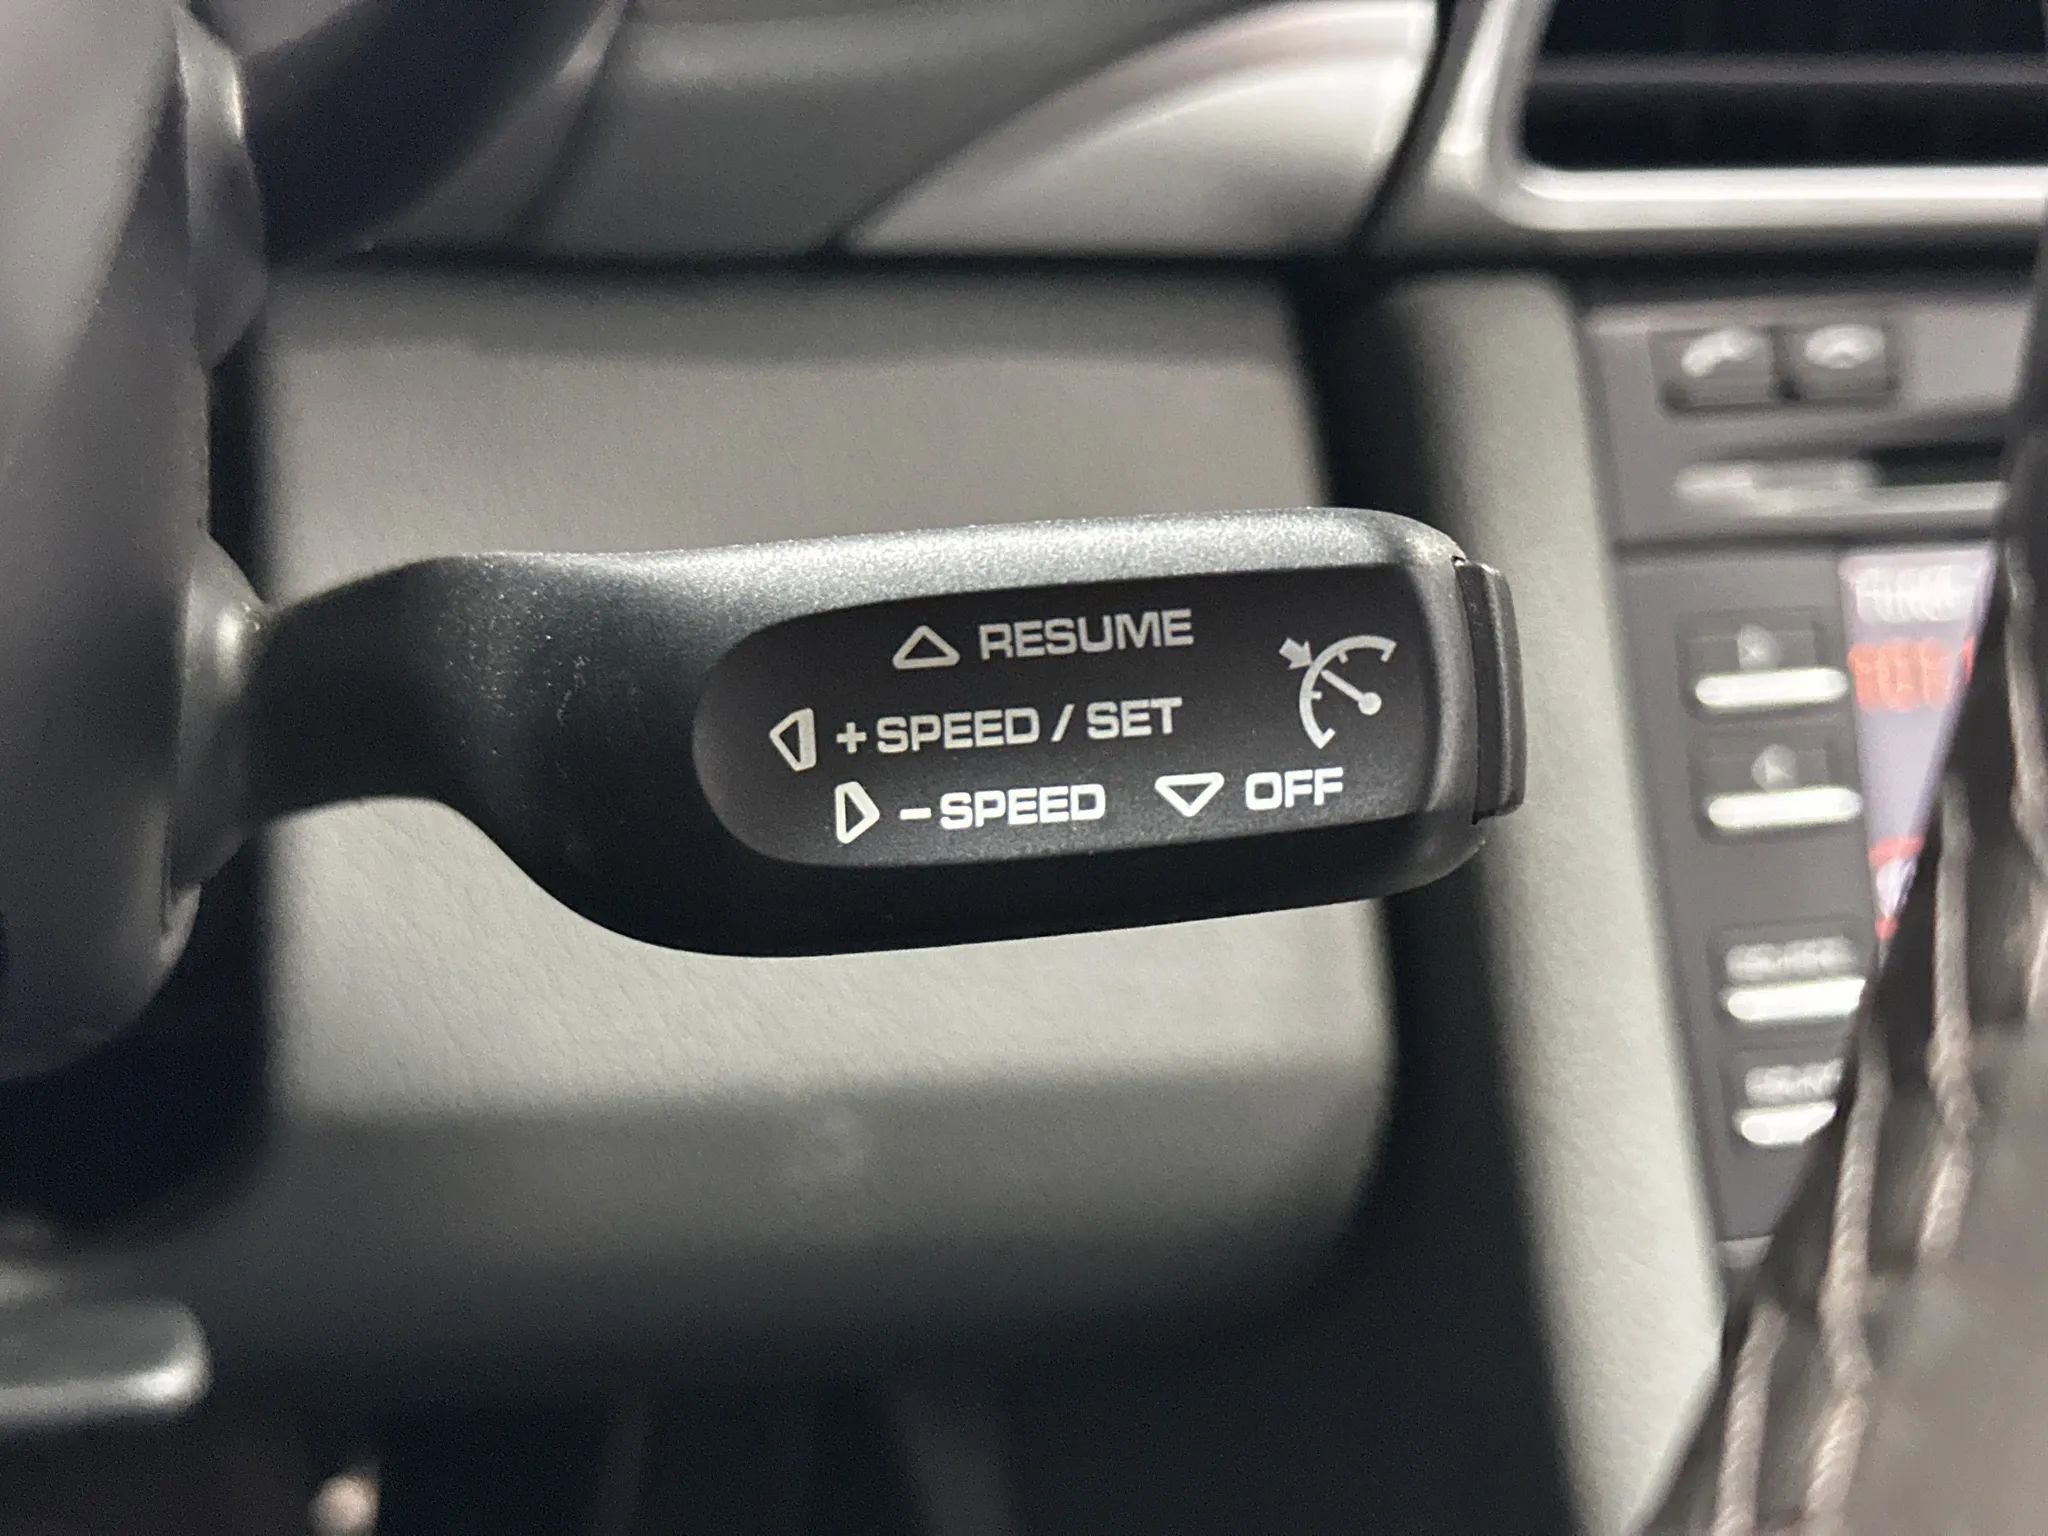 RESUME
+SPEED / SET
-SPEED OFF